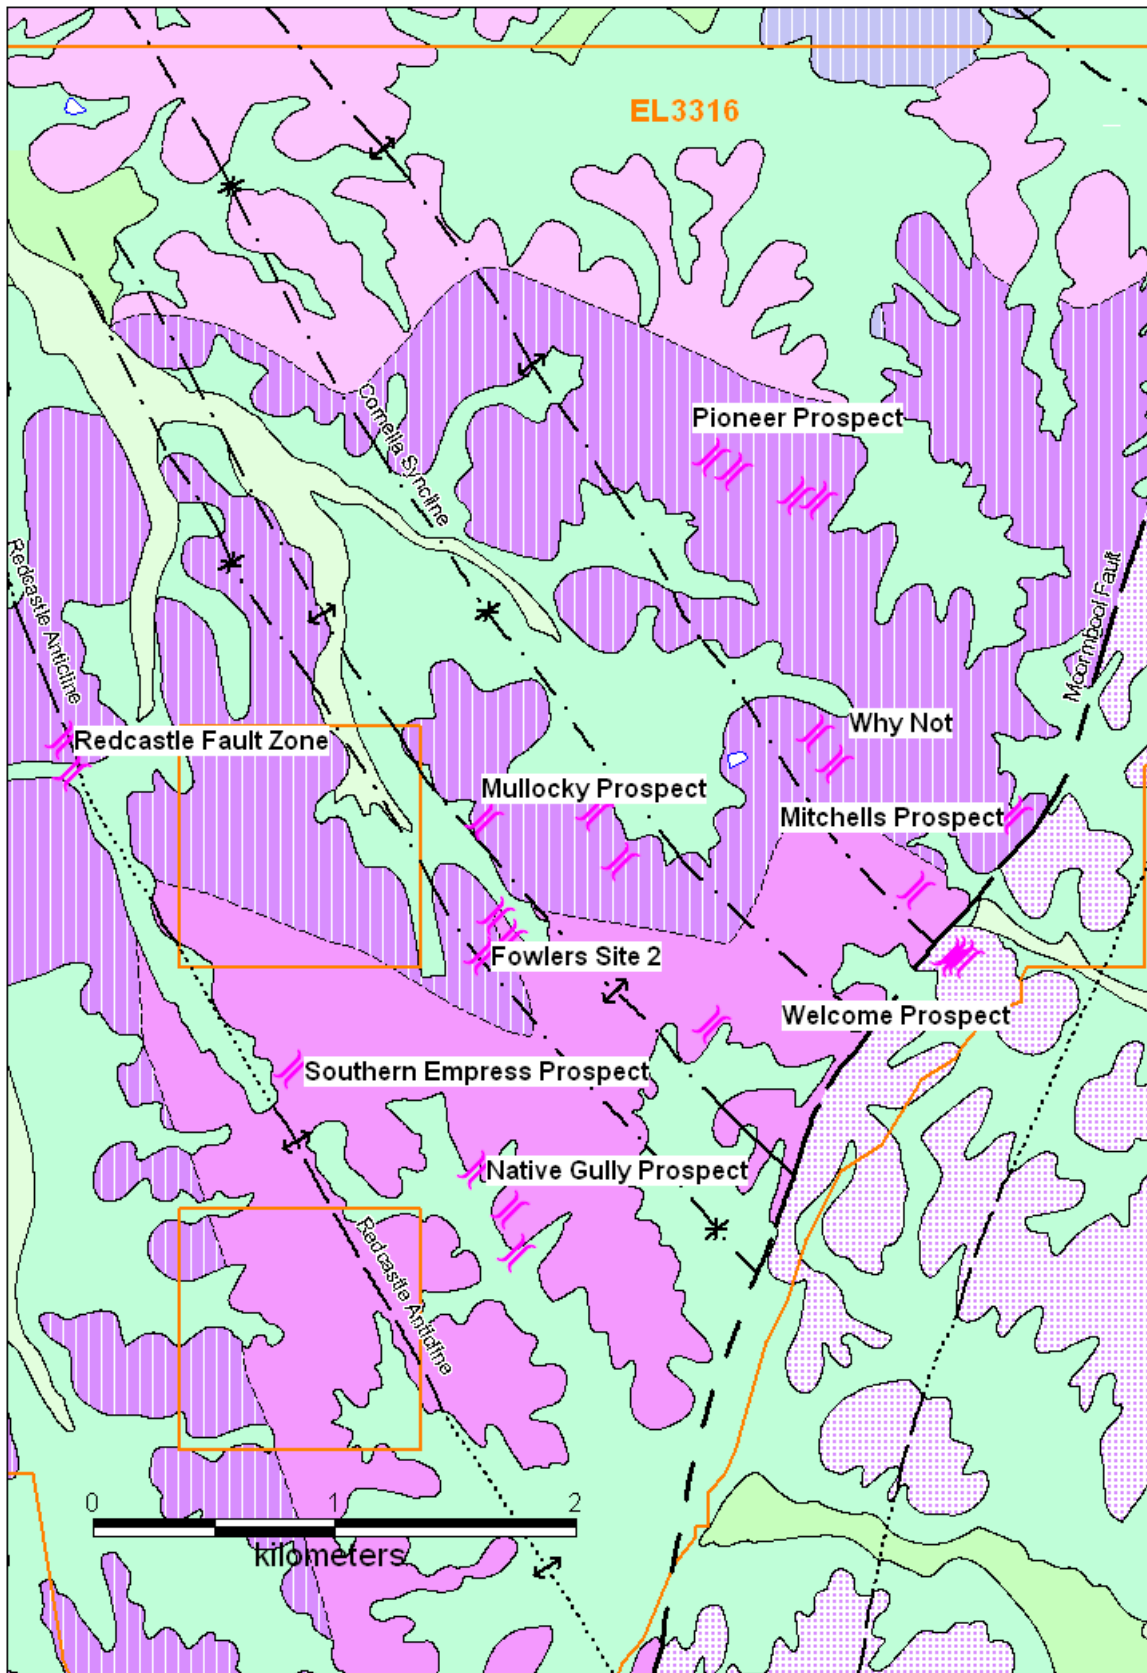 EL3316
Pioneer Prospect
Cornella Syncline
Redcastle Anticline
Moormbool Fault
Why Not
Redcastle Fault Zone
Mullocky Prospect
Mitchells Prospect
Fowlers Site 2
Welcome Prospect
Southern Empress Prospect
Native Gully Prospect
Redcastle Anticline
0 1 2
kilometers